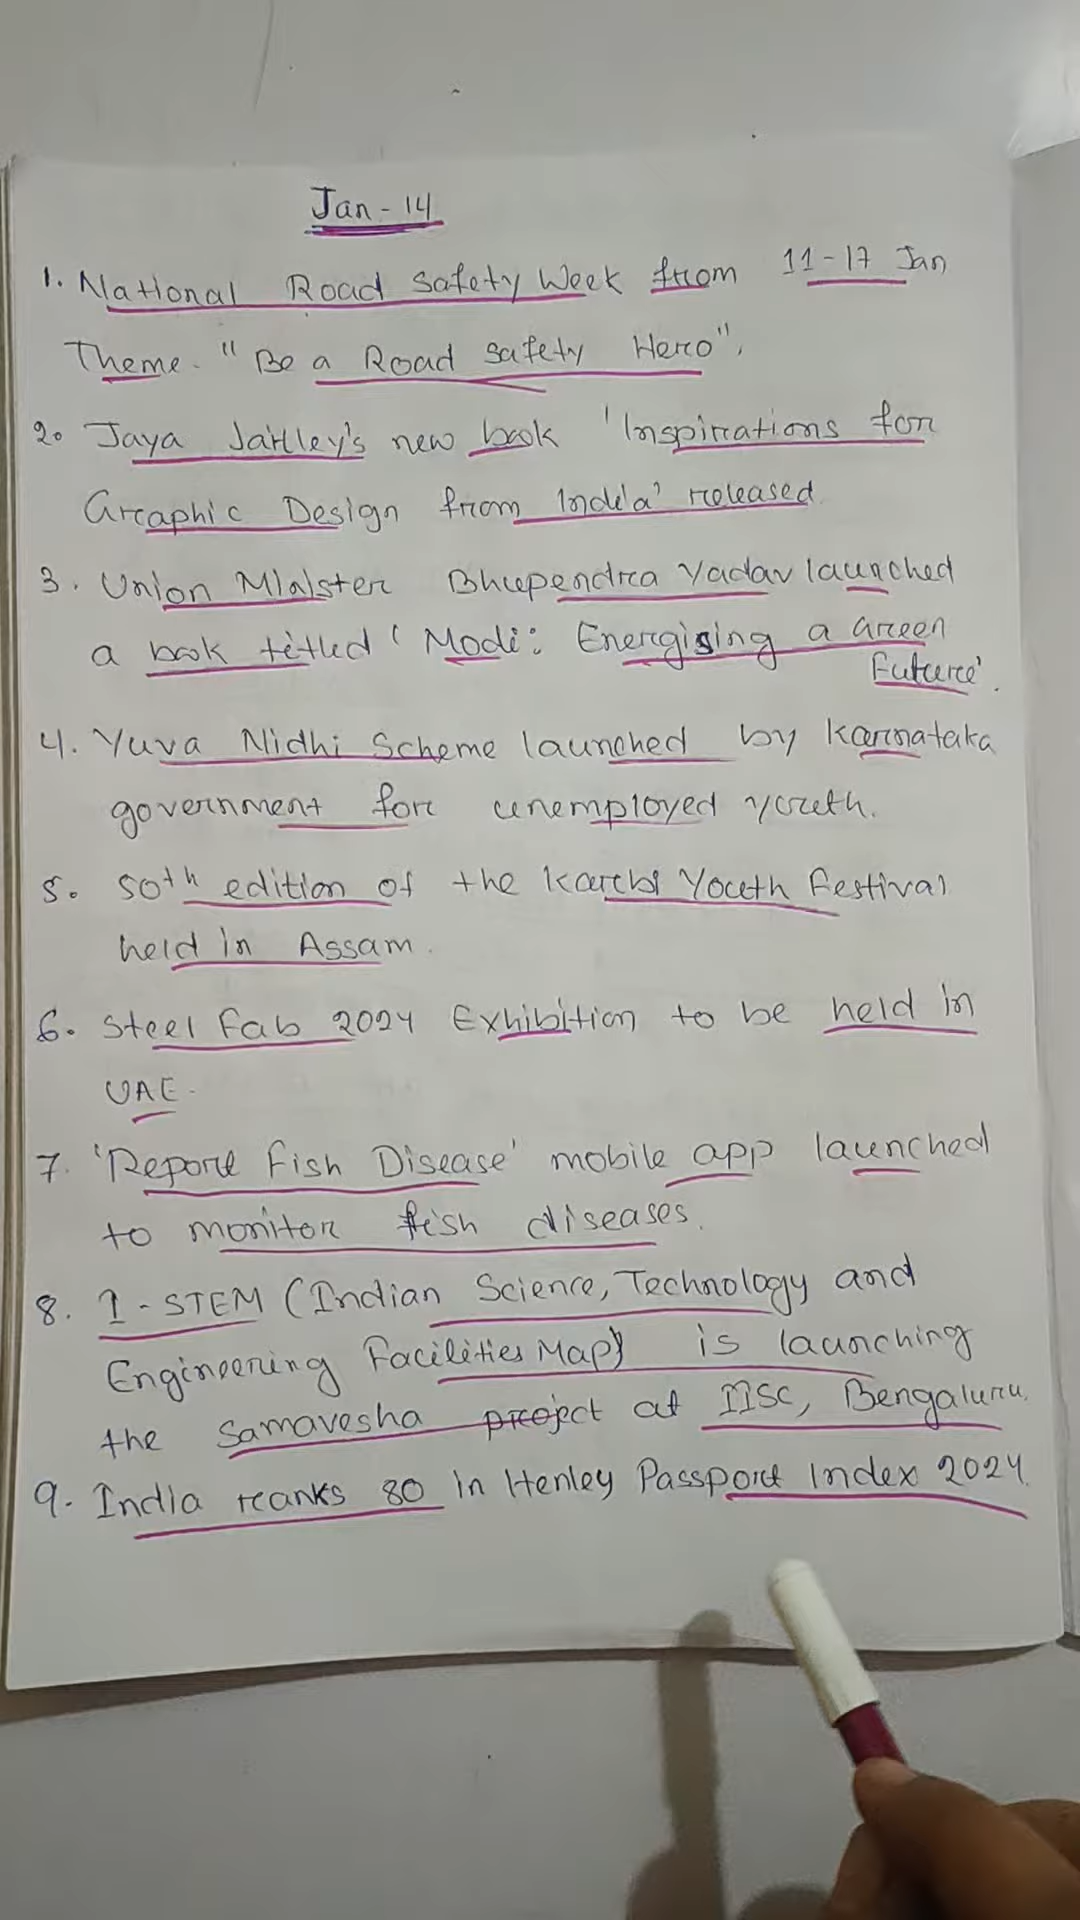 Jan - 14
1. National Road Safety Week from 11-17 Jan
Theme - "Be a Road Safety Hero".
2. Jaya Jaitley's new book 'Inspirations for
Graphic Design from India' released.
3. Union Minister Bhupendra Yadav launched
a book titled 'Modi: Energising a Green
Future'.
4. Yuva Nidhi Scheme launched by Karnataka
government for unemployed youth.
5. 50th edition of the Karbi Youth Festival
held in Assam.
6. Steel Fab 2024 Exhibition to be held in
UAE.
7. 'Report Fish Disease' mobile app launched
to monitor fish diseases.
8. I-STEM (Indian Science, Technology and
Engineering Facilities Map) is launching
the Samavesha project at IISC, Bengaluru.
9. India ranks 80 in Henley Passport Index 2024.